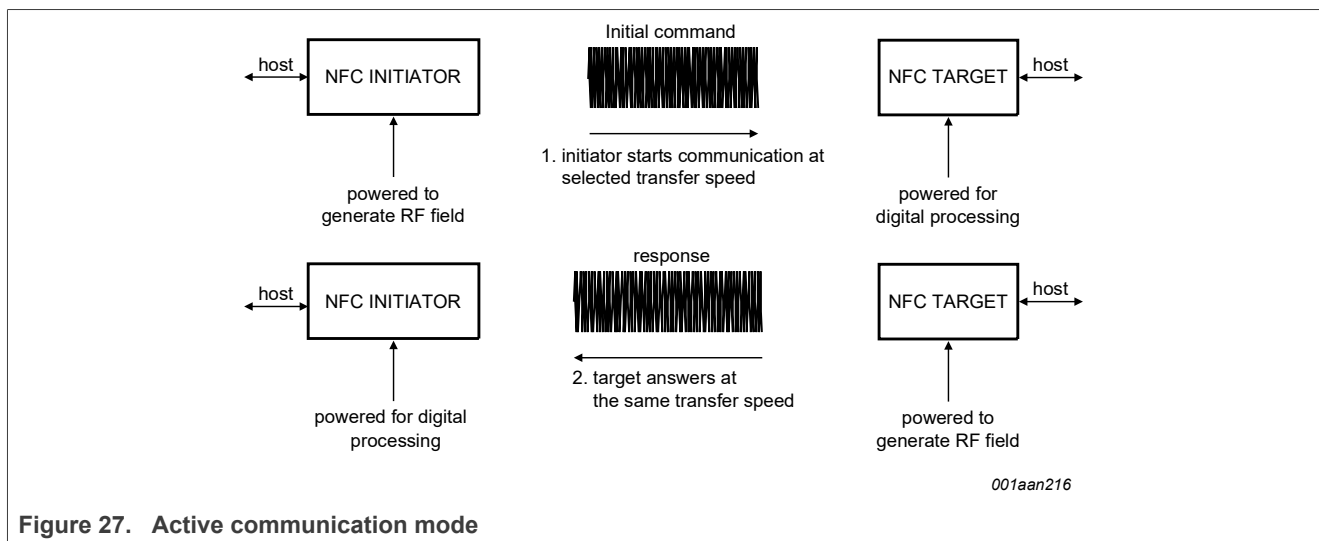 Initial command
host
NFC INITIATOR
NFC TARGET
host
1. initiator starts communication at
selected transfer speed
powered to
generate RF field
powered for
digital processing
response
host
NFC INITIATOR
NFC TARGET
host
2. target answers at
the same transfer speed
powered for digital
processing
powered to
generate RF field
001aan216
Figure 27. Active communication mode